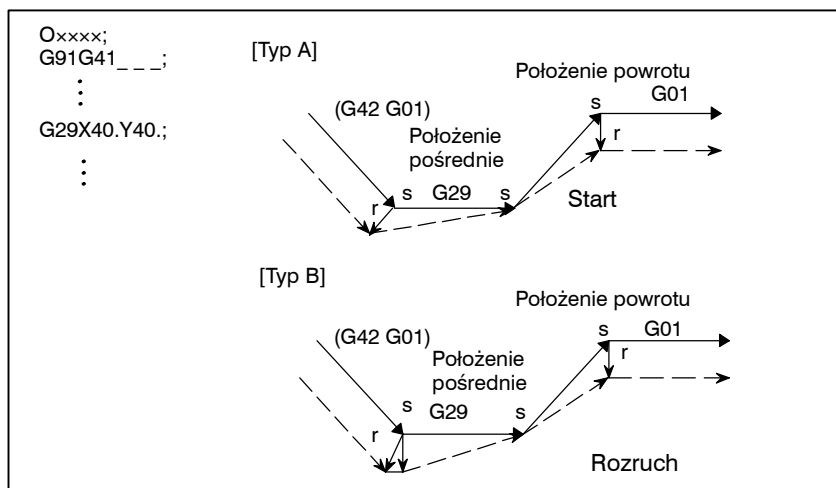 O××××;
G91G41_ _ _;
G29X40.Y40.;
[Typ A]
Położenie powrotu
(G42 G01)
s
G01
Położenie
pośrednie
r
r
s
G29
s
Start
[Typ B]
Położenie powrotu
(G42 G01)
s
G01
Położenie
pośrednie
r
s
G29
s
r
Rozruch